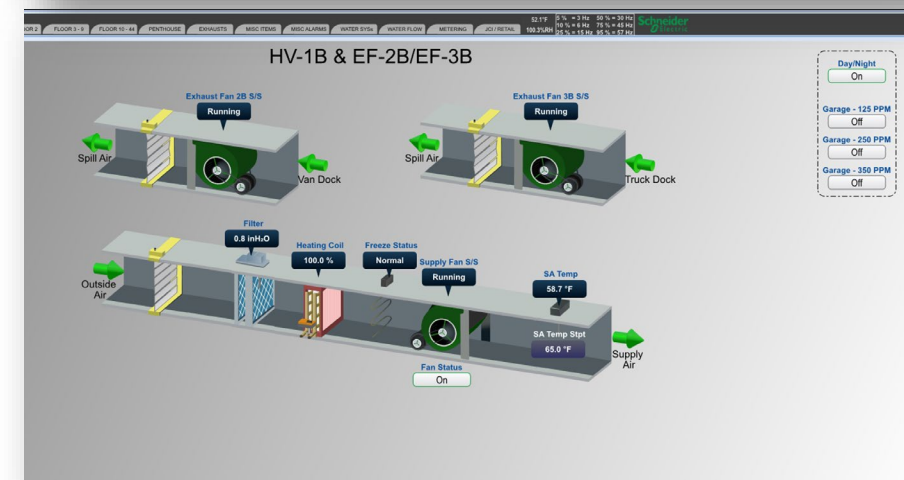 OR 2 FLOOR 3 - 9 FLOOR 10 - 44 PENTHOUSE EXHAUSTS MISC ITEMS MISC ALARMS WATER SYSs WATER FLOW METERING JCI / RETAIL
52.1°F 5 % = 3 Hz 50 % = 30 Hz
10 % = 6 Hz 75 % = 45 Hz
100.3%RH 25 % = 15 Hz 95 % = 57 Hz
Schneider
Electric
HV-1B & EF-2B/EF-3B
Day/Night
On
Garage - 125 PPM
Off
Garage - 250 PPM
Off
Garage - 350 PPM
Off
Exhaust Fan 2B S/S
Running
Spill Air
Van Dock
Exhaust Fan 3B S/S
Running
Spill Air
Truck Dock
Filter
0.8 inH₂O
Heating Coil
100.0 %
Freeze Status
Normal
Supply Fan S/S
Running
SA Temp
58.7 °F
Outside
Air
SA Temp Stpt
65.0 °F
Supply
Air
Fan Status
On